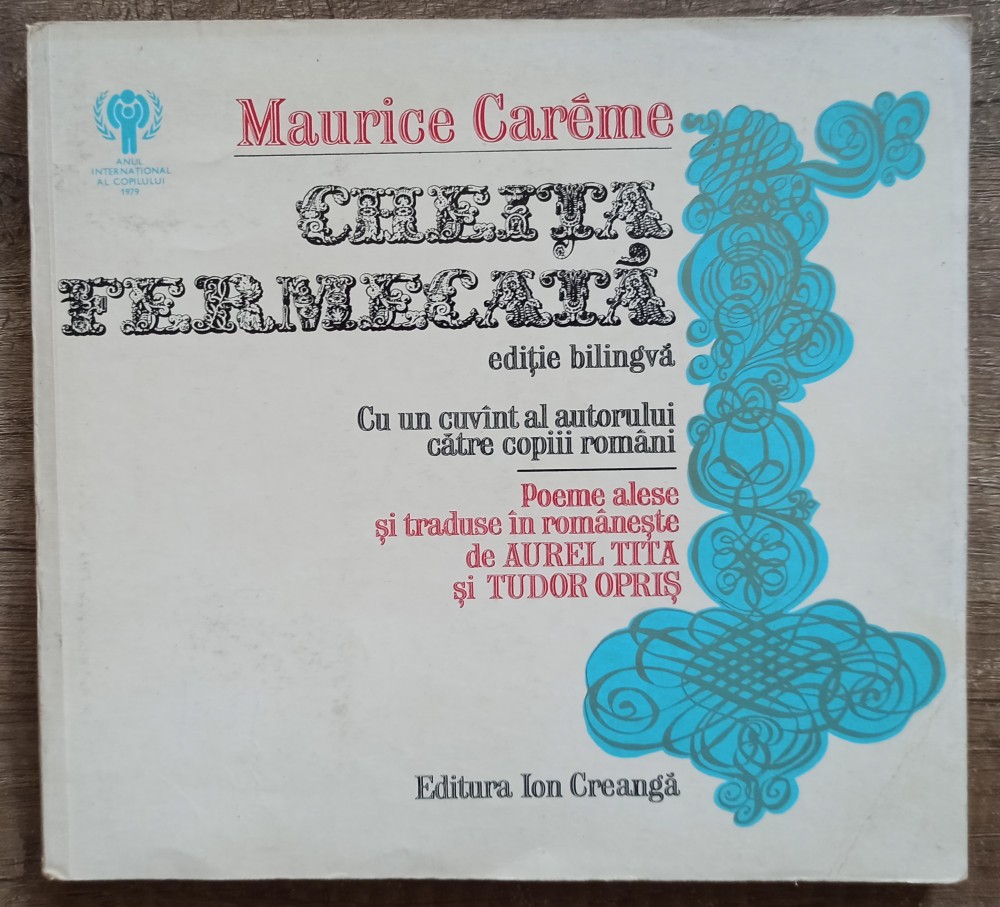 ANUL
INTERNAȚIONAL
AL COPILULUI
1979
Maurice Carême
CHEIȚA
FERMECATĂ
ediție bilingvă
Cu un cuvînt al autorului
către copiii români
Poeme alese
și traduse în românește
de AUREL TITA
și TUDOR OPRIȘ
Editura Ion Creangă